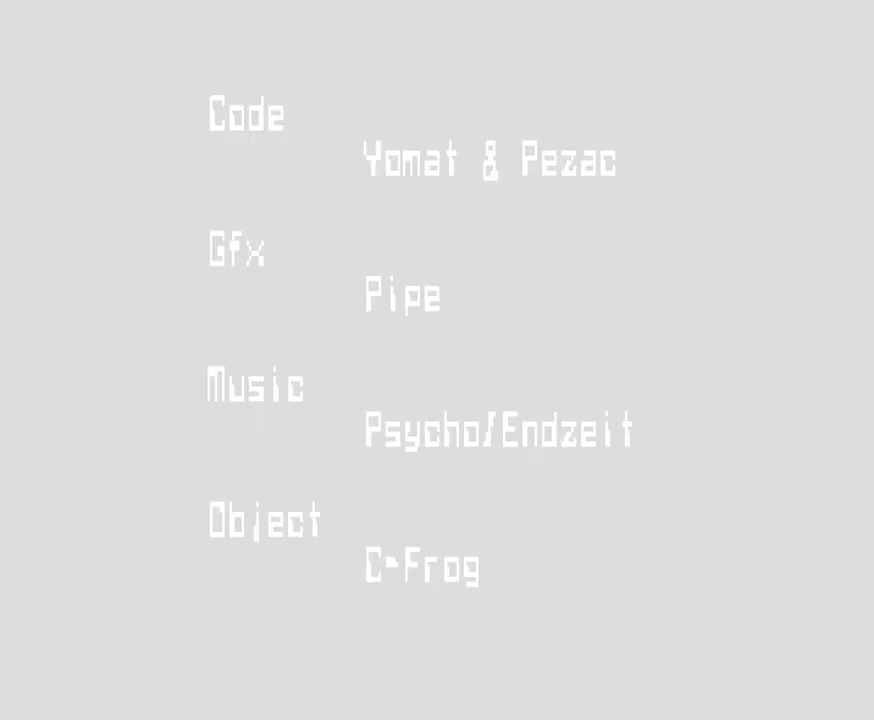 Code
Yomat & Pezac
Gfx
Pipe
Music
Psycho/Endzeit
Object
C-Frog